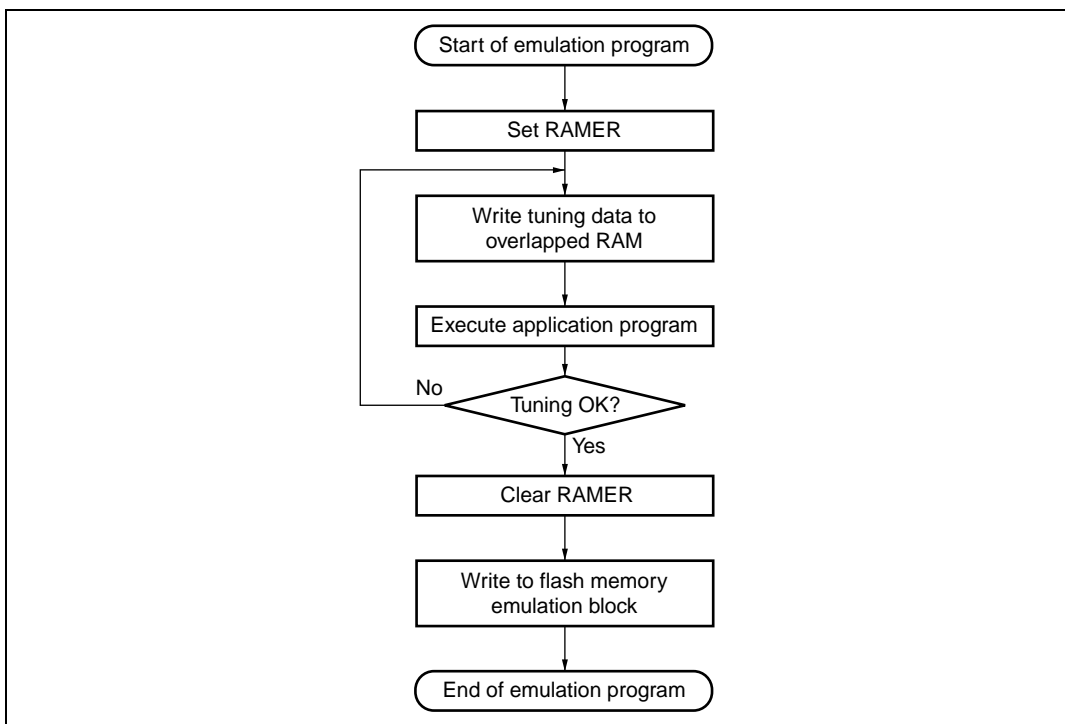 Start of emulation program
Set RAMER
Write tuning data to
overlapped RAM
Execute application program
No
Tuning OK?
Yes
Clear RAMER
Write to flash memory
emulation block
End of emulation program